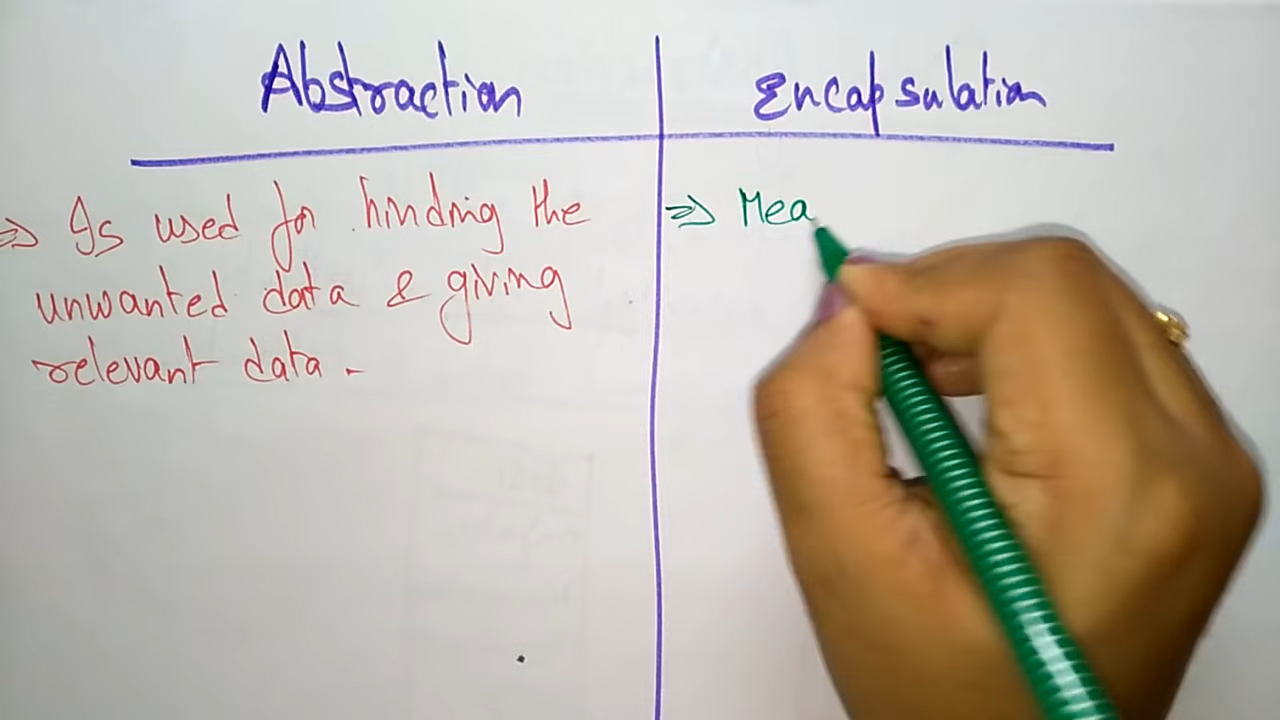 Abstraction
Encapsulation
⇒ Is used for hinding the
unwanted data & giving
relevant data.
⇒ Mea